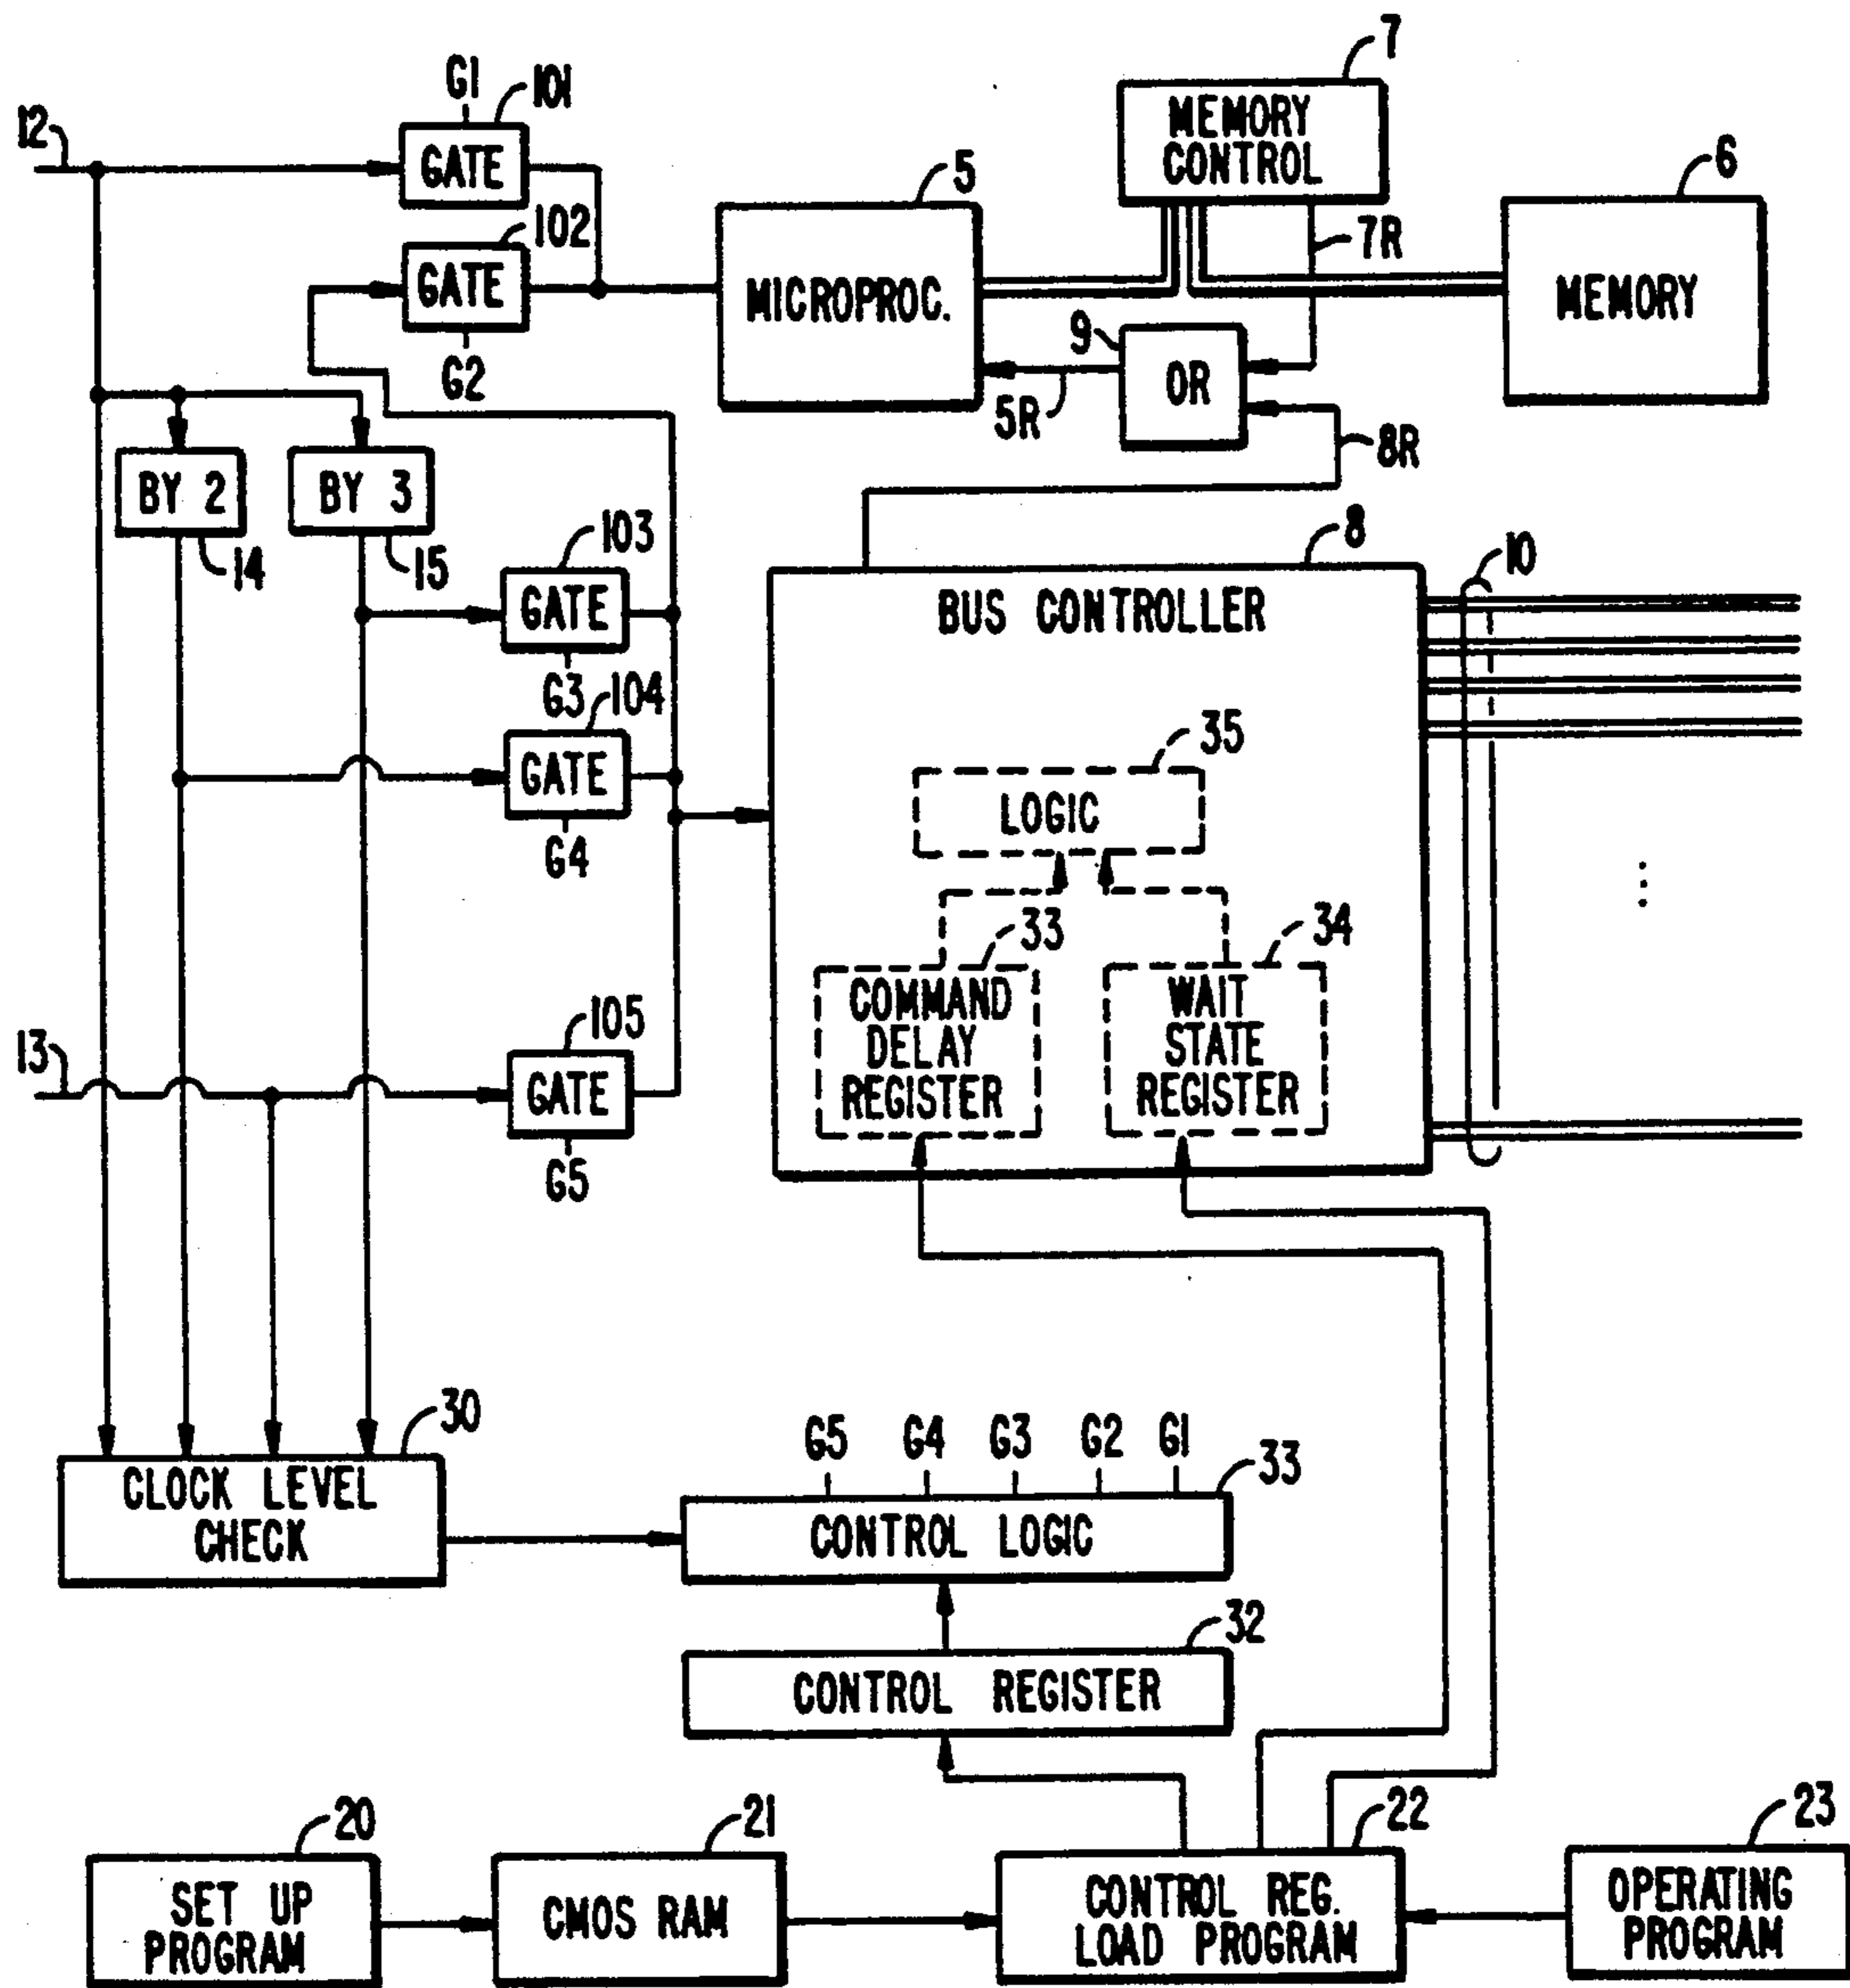 7
G1
101
12
GATE
MEMORY
CONTROL
5
6
102
7R
GATE
MICROPROC.
MEMORY
9
G2
OR
5R
8R
BY 2
BY 3
14
15
103
8
10
GATE
BUS CONTROLLER
G3
104
35
GATE
LOGIC
G4
33
34
COMMAND
DELAY
REGISTER
WAIT
STATE
REGISTER
105
13
GATE
G5
30
G5
G4
G3
G2
G1
33
CLOCK LEVEL
CHECK
CONTROL LOGIC
32
CONTROL REGISTER
20
21
22
23
SET UP
PROGRAM
CMOS RAM
CONTROL REG.
LOAD PROGRAM
OPERATING
PROGRAM